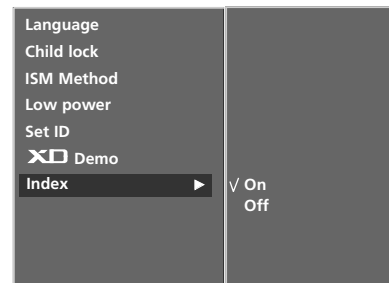 Language
Child lock
ISM Method
Low power
Set ID
XD Demo
Index ▶ √ On
Off